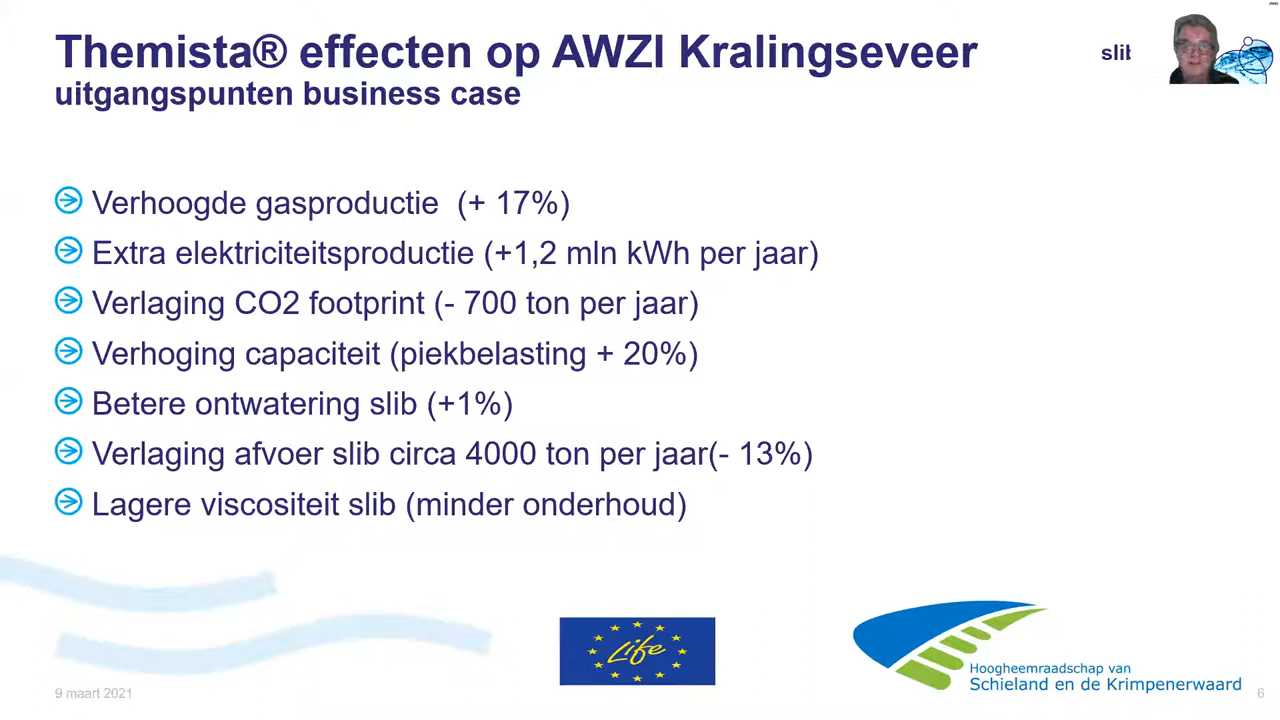 Themista® effecten op AWZI Kralingseveer
uitgangspunten business case
slib
Verhoogde gasproductie (+ 17%)
Extra elektriciteitsproductie (+1,2 mln kWh per jaar)
Verlaging CO2 footprint (- 700 ton per jaar)
Verhoging capaciteit (piekbelasting + 20%)
Betere ontwatering slib (+1%)
Verlaging afvoer slib circa 4000 ton per jaar(- 13%)
Lagere viscositeit slib (minder onderhoud)
Life
Hoogheemraadschap van
Schieland en de Krimpenerwaard
9 maart 2021
6